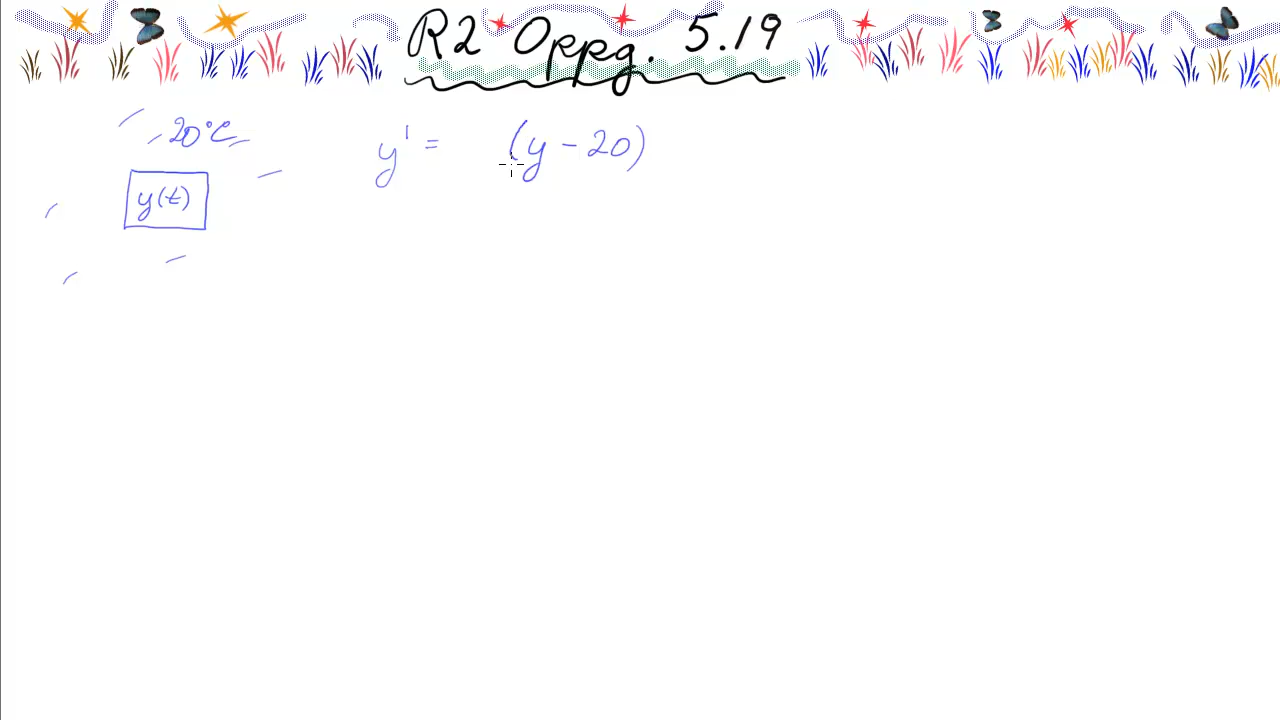 R2 Oppg. 5.19
20°C
y' = (y - 20)
y(t)